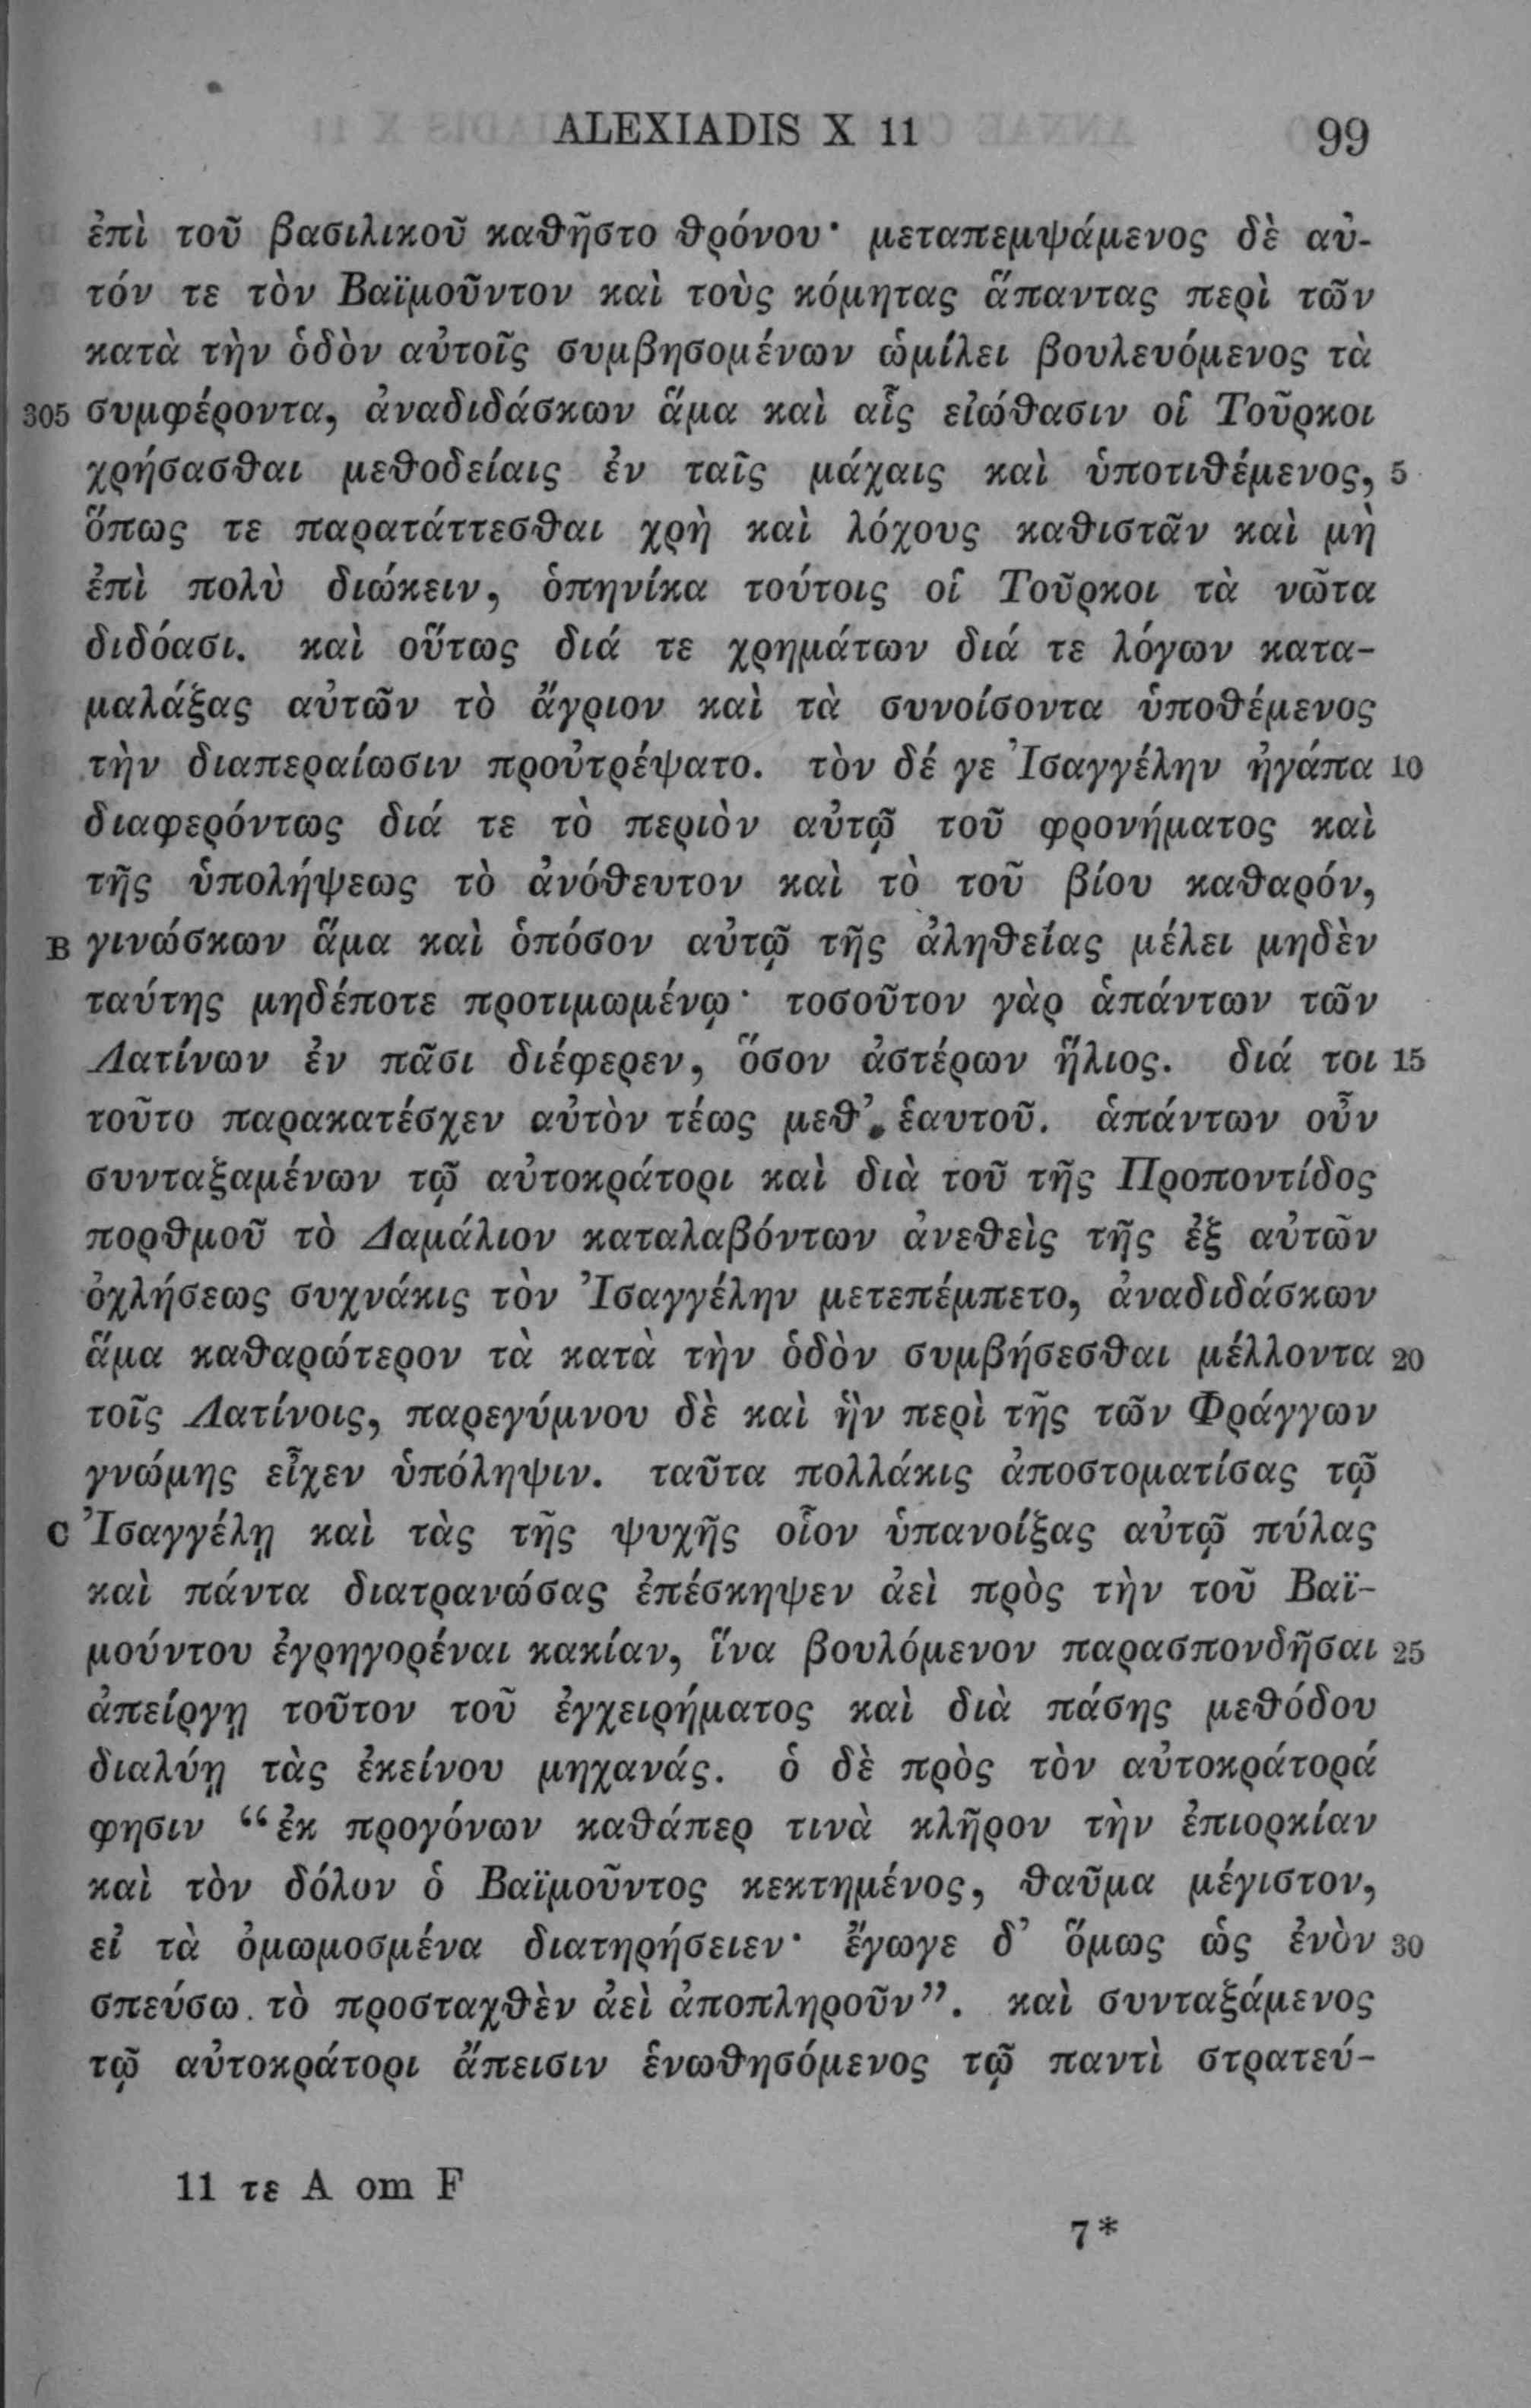 ALEXIADIS X 11 99
ἐπὶ τοῦ βασιλικοῦ καθῆστο θρόνου· μεταπεμψάμενος δὲ αὐ-
τόν τε τὸν Βαϊμοῦντον καὶ τοὺς κόμητας ἅπαντας περὶ τῶν
κατὰ τὴν ὁδὸν αὐτοῖς συμβησομένων ὡμίλει βουλευόμενος τὰ
305 συμφέροντα, ἀναδιδάσκων ἅμα καὶ αἷς εἰώθασιν οἱ Τοῦρκοι
χρήσασθαι μεθοδείαις ἐν ταῖς μάχαις καὶ ὑποτιθέμενος, 5
ὅπως τε παρατάττεσθαι χρὴ καὶ λόχους καθιστᾶν καὶ μὴ
ἐπὶ πολὺ διώκειν, ὁπηνίκα τούτοις οἱ Τοῦρκοι τὰ νῶτα
διδόασι. καὶ οὕτως διά τε χρημάτων διά τε λόγων κατα-
μαλάξας αὐτῶν τὸ ἄγριον καὶ τὰ συνοίσοντα ὑποθέμενος
τὴν διαπεραίωσιν προὐτρέψατο. τὸν δέ γε Ἰσαγγέλην ἠγάπα 10
διαφερόντως διά τε τὸ περιὸν αὐτῷ τοῦ φρονήματος καὶ
τῆς ὑπολήψεως τὸ ἀνόθευτον καὶ τὸ τοῦ βίου καθαρόν,
B γινώσκων ἅμα καὶ ὁπόσον αὐτῷ τῆς ἀληθείας μέλει μηδὲν
ταύτης μηδέποτε προτιμωμένῳ· τοσοῦτον γὰρ ἁπάντων τῶν
Λατίνων ἐν πᾶσι διέφερεν, ὅσον ἀστέρων ἥλιος. διά τοι 15
τοῦτο παρακατέσχεν αὐτὸν τέως μεθ’ ἑαυτοῦ. ἁπάντων οὖν
συνταξαμένων τῷ αὐτοκράτορι καὶ διὰ τοῦ τῆς Προποντίδος
πορθμοῦ τὸ Δαμάλιον καταλαβόντων ἀνεθεὶς τῆς ἐξ αὐτῶν
ὀχλήσεως συχνάκις τὸν Ἰσαγγέλην μετεπέμπετο, ἀναδιδάσκων
ἅμα καθαρώτερον τὰ κατὰ τὴν ὁδὸν συμβήσεσθαι μέλλοντα 20
τοῖς Λατίνοις, παρεγύμνου δὲ καὶ ἣν περὶ τῆς τῶν Φράγγων
γνώμης εἶχεν ὑπόληψιν. ταῦτα πολλάκις ἀποστοματίσας τῷ
C Ἰσαγγέλῃ καὶ τὰς τῆς ψυχῆς οἷον ὑπανοίξας αὐτῷ πύλας
καὶ πάντα διατρανώσας ἐπέσκηψεν ἀεὶ πρὸς τὴν τοῦ Βαϊ-
μούντου ἐγρηγορέναι κακίαν, ἵνα βουλόμενον παρασπονδῆσαι 25
ἀπείργῃ τοῦτον τοῦ ἐγχειρήματος καὶ διὰ πάσης μεθόδου
διαλύῃ τὰς ἐκείνου μηχανάς. ὁ δὲ πρὸς τὸν αὐτοκράτορά
φησιν “ἐκ προγόνων καθάπερ τινὰ κλῆρον τὴν ἐπιορκίαν
καὶ τὸν δόλον ὁ Βαϊμοῦντος κεκτημένος, θαῦμα μέγιστον,
εἰ τὰ ὀμωμοσμένα διατηρήσειεν· ἔγωγε δ’ ὅμως ὡς ἐνὸν 30
σπεύσω τὸ προσταχθὲν ἀεὶ ἀποπληροῦν”. καὶ συνταξάμενος
τῷ αὐτοκράτορι ἄπεισιν ἑνωθησόμενος τῷ παντὶ στρατεύ-
11 τε A om F
7*